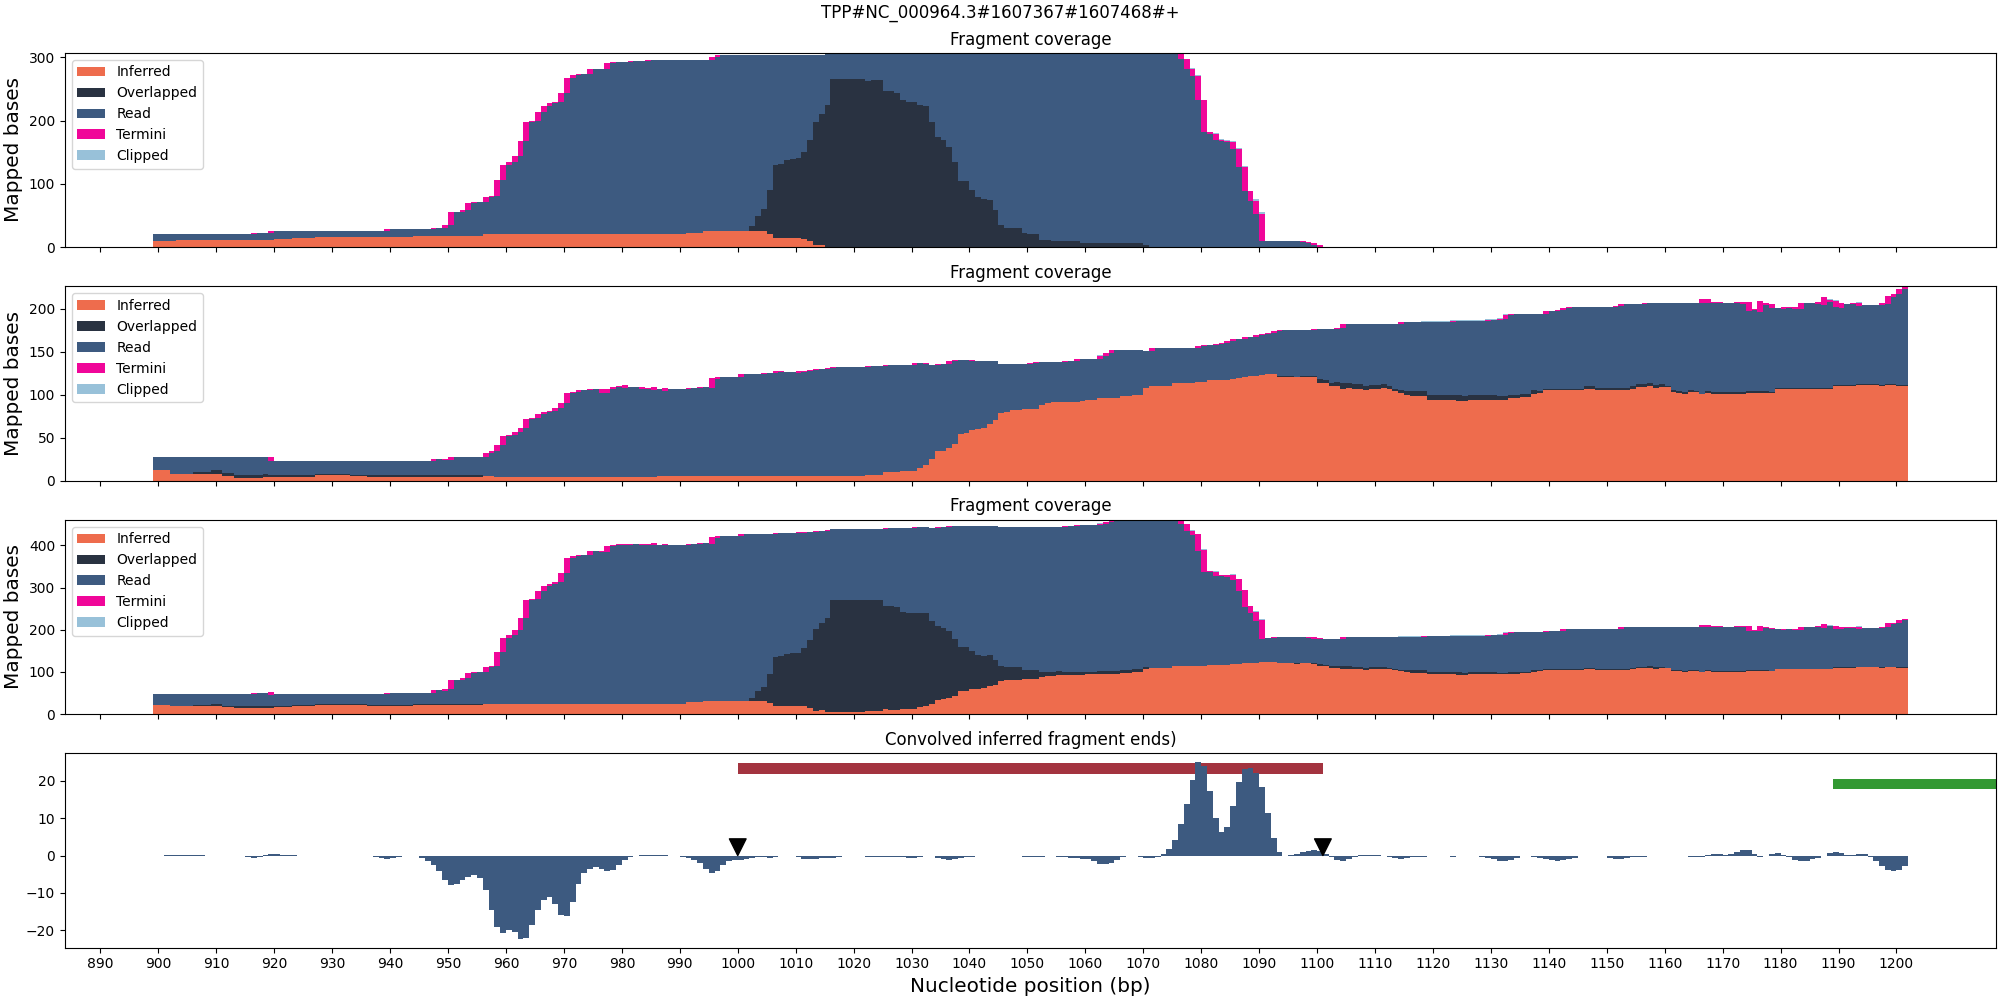 TPP#NC_000964.3#1607367#1607468#+
Fragment coverage
300
200
100
0
Mapped bases
Inferred
Overlapped
Read
Termini
Clipped
Fragment coverage
200
150
100
50
0
Mapped bases
Inferred
Overlapped
Read
Termini
Clipped
Fragment coverage
400
300
200
100
0
Mapped bases
Inferred
Overlapped
Read
Termini
Clipped
Convolved inferred fragment ends)
20
10
0
−10
−20
890 900 910 920 930 940 950 960 970 980 990 1000 1010 1020 1030 1040 1050 1060 1070 1080 1090 1100 1110 1120 1130 1140 1150 1160 1170 1180 1190 1200
Nucleotide position (bp)